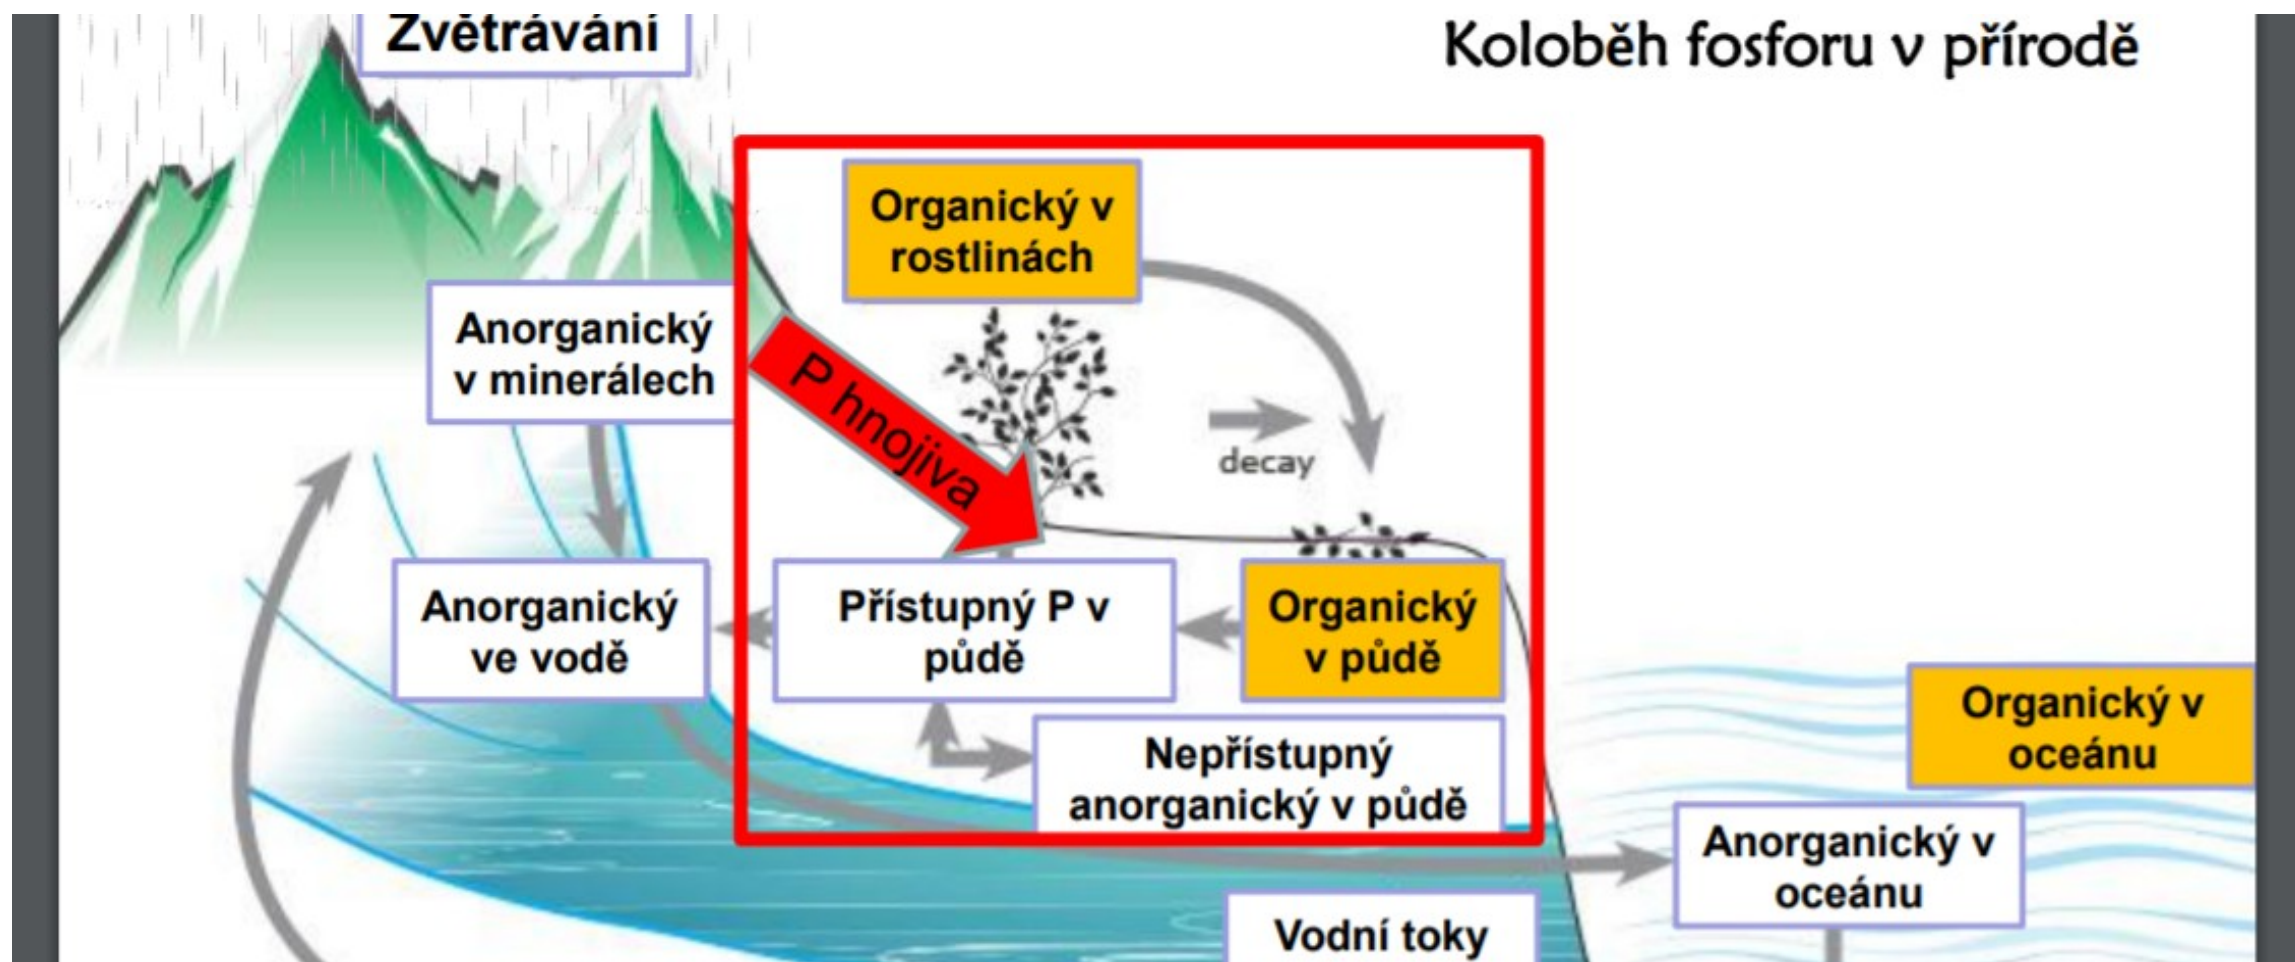 Zvětrávání
Koloběh fosforu v přírodě
Organický v
rostlinách
Anorganický
v minerálech
P hnojiva
decay
Anorganický
ve vodě
Přístupný P v
půdě
Organický
v půdě
Nepřístupný
anorganický v půdě
Organický v
oceánu
Anorganický v
oceánu
Vodní toky